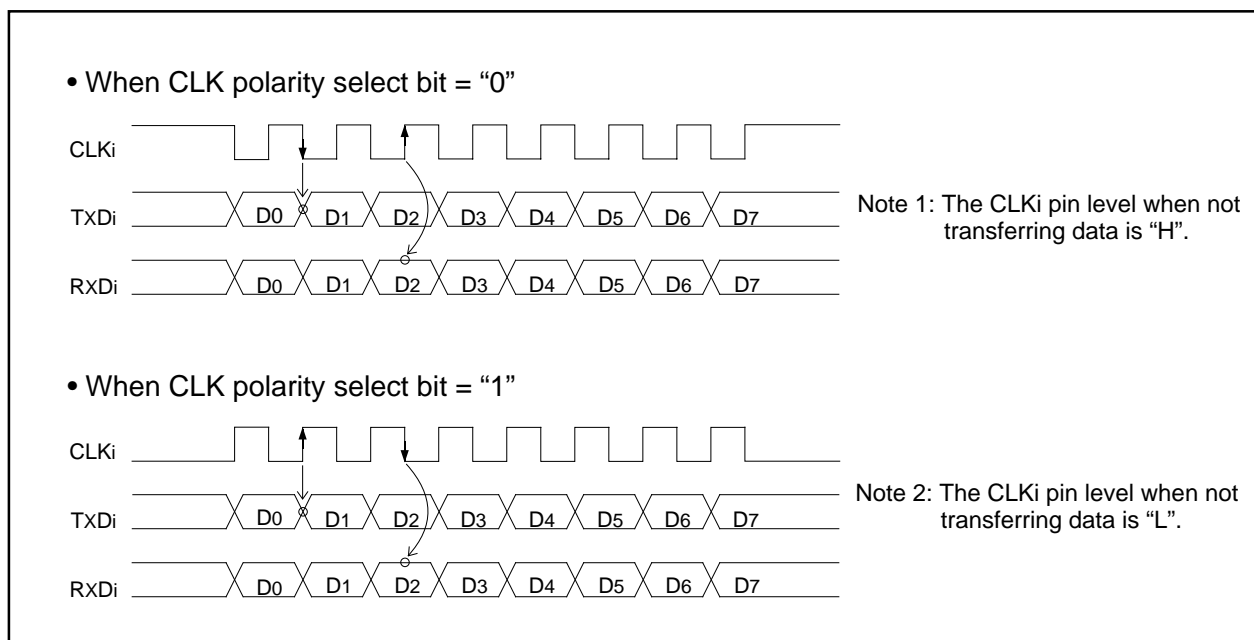 • When CLK polarity select bit = “0”
CLKi
TXDi
D0 D1 D2 D3 D4 D5 D6 D7
RXDi
D0 D1 D2 D3 D4 D5 D6 D7
Note 1: The CLKi pin level when not
transferring data is “H”.
• When CLK polarity select bit = “1”
CLKi
TXDi
D0 D1 D2 D3 D4 D5 D6 D7
RXDi
D0 D1 D2 D3 D4 D5 D6 D7
Note 2: The CLKi pin level when not
transferring data is “L”.